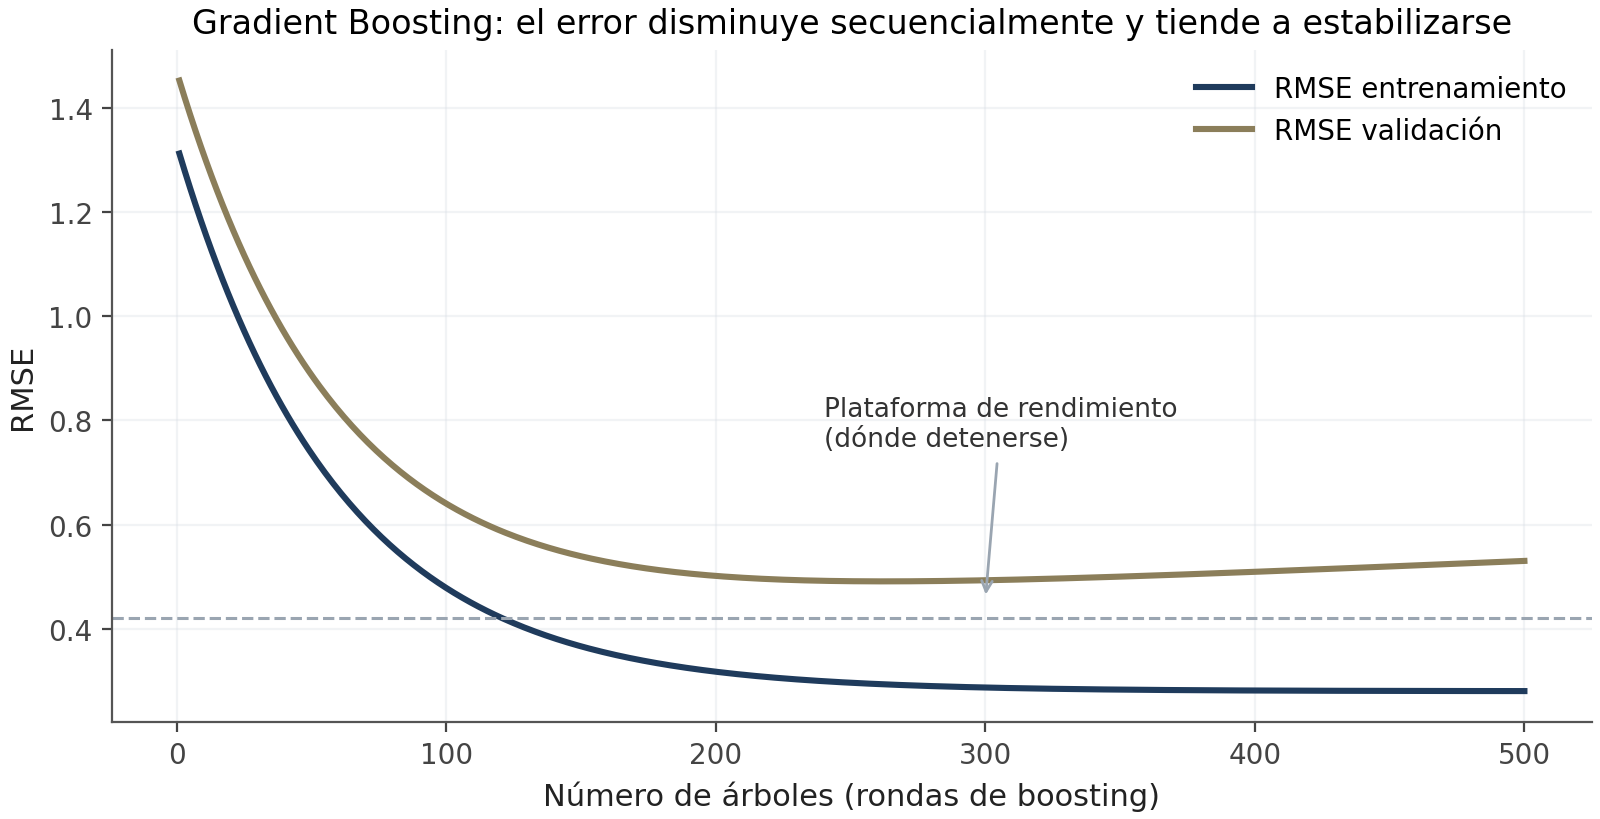 Gradient Boosting: el error disminuye secuencialmente y tiende a estabilizarse
RMSE entrenamiento
RMSE validación
1.4
1.2
1.0
0.8
0.6
0.4
RMSE
Plataforma de rendimiento
(dónde detenerse)
0
100
200
300
400
500
Número de árboles (rondas de boosting)